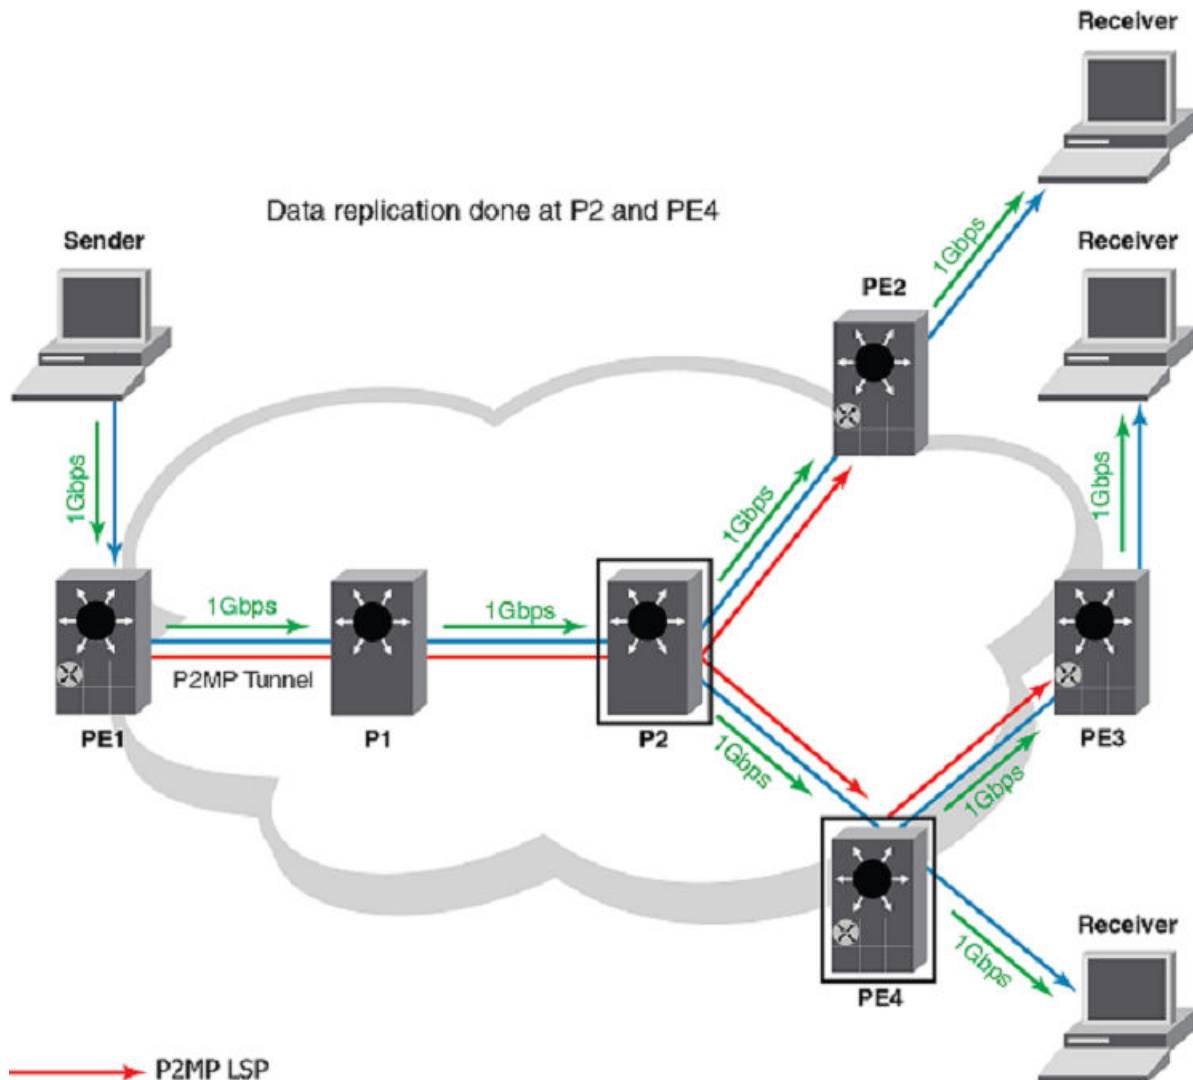 Receiver
Data replication done at P2 and PE4
1Gbps
Sender
Receiver
PE2
1Gbps
1Gbps
1Gbps
1Gbps
1Gbps
P2MP Tunnel
PE1
P1
P2
PE3
1Gbps
1Gbps
Receiver
1Gbps
PE4
P2MP LSP